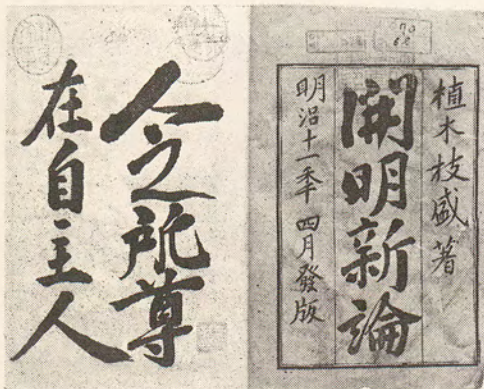 植木枝盛著
開明新論
明治十一秊四月發版
人之所尊
在自主人